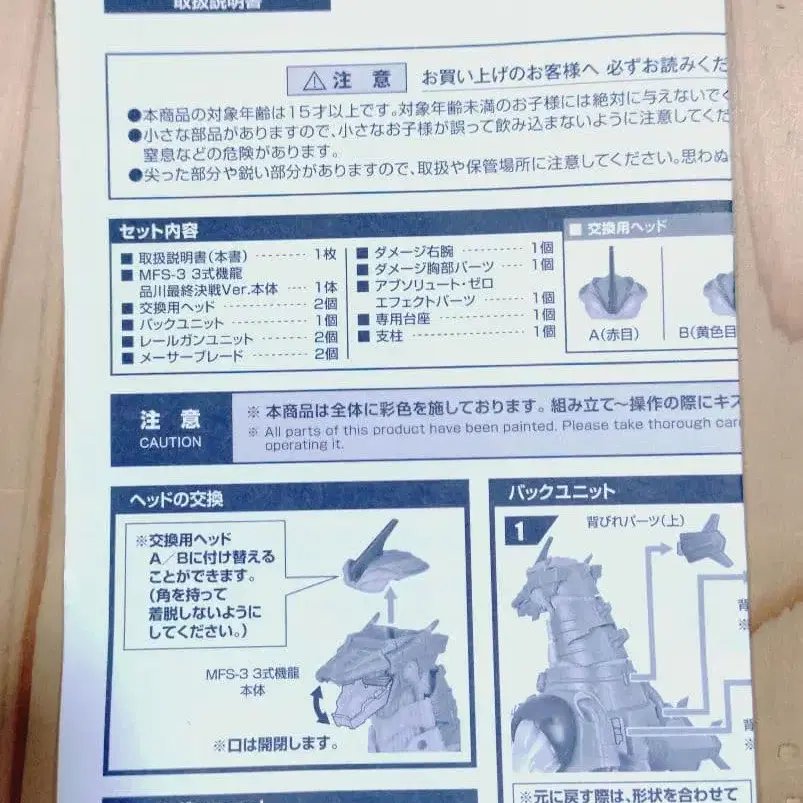 取扱説明書
注 意 お買い上げのお客様へ 必ずお読みくだ
●本商品の対象年齢は15才以上です。対象年齢未満のお子様には絶対に与えないでく
●小さな部品がありますので、小さなお子様が誤って飲み込まないように注意してくだ
窒息などの危険があります。
●尖った部分や鋭い部分がありますので、取扱や保管場所に注意してください。思わぬ
セット内容
■ 取扱説明書(本書) ········ 1枚
■ MFS-3 3式機龍
品川最終決戦Ver.本体 ···· 1体
■ 交換用ヘッド ········ 2個
■ バックユニット ········ 1個
■ レールガンユニット ········ 2個
■ メーサーブレード ········ 2個
■ ダメージ右腕 ········ 1個
■ ダメージ胸部パーツ ···· 1個
■ アブソリュート・ゼロ
エフェクトパーツ ········ 1個
■ 専用台座 ········ 1個
■ 支柱 ········ 1個
■ 交換用ヘッド
A(赤目)
B(黄色目
注 意
CAUTION
※ 本商品は全体に彩色を施しております。組み立て〜操作の際にキズ
※ All parts of this product have been painted. Please take thorough car
operating it.
ヘッドの交換
※交換用ヘッド
A/Bに付け替える
ことができます。
(角を持って
着脱しないように
してください。)
MFS-3 3式機龍
本体
※口は開閉します。
バックユニット
1
背びれパーツ(上)
背
※
背
※
※元に戻す際は、形状を合わせて